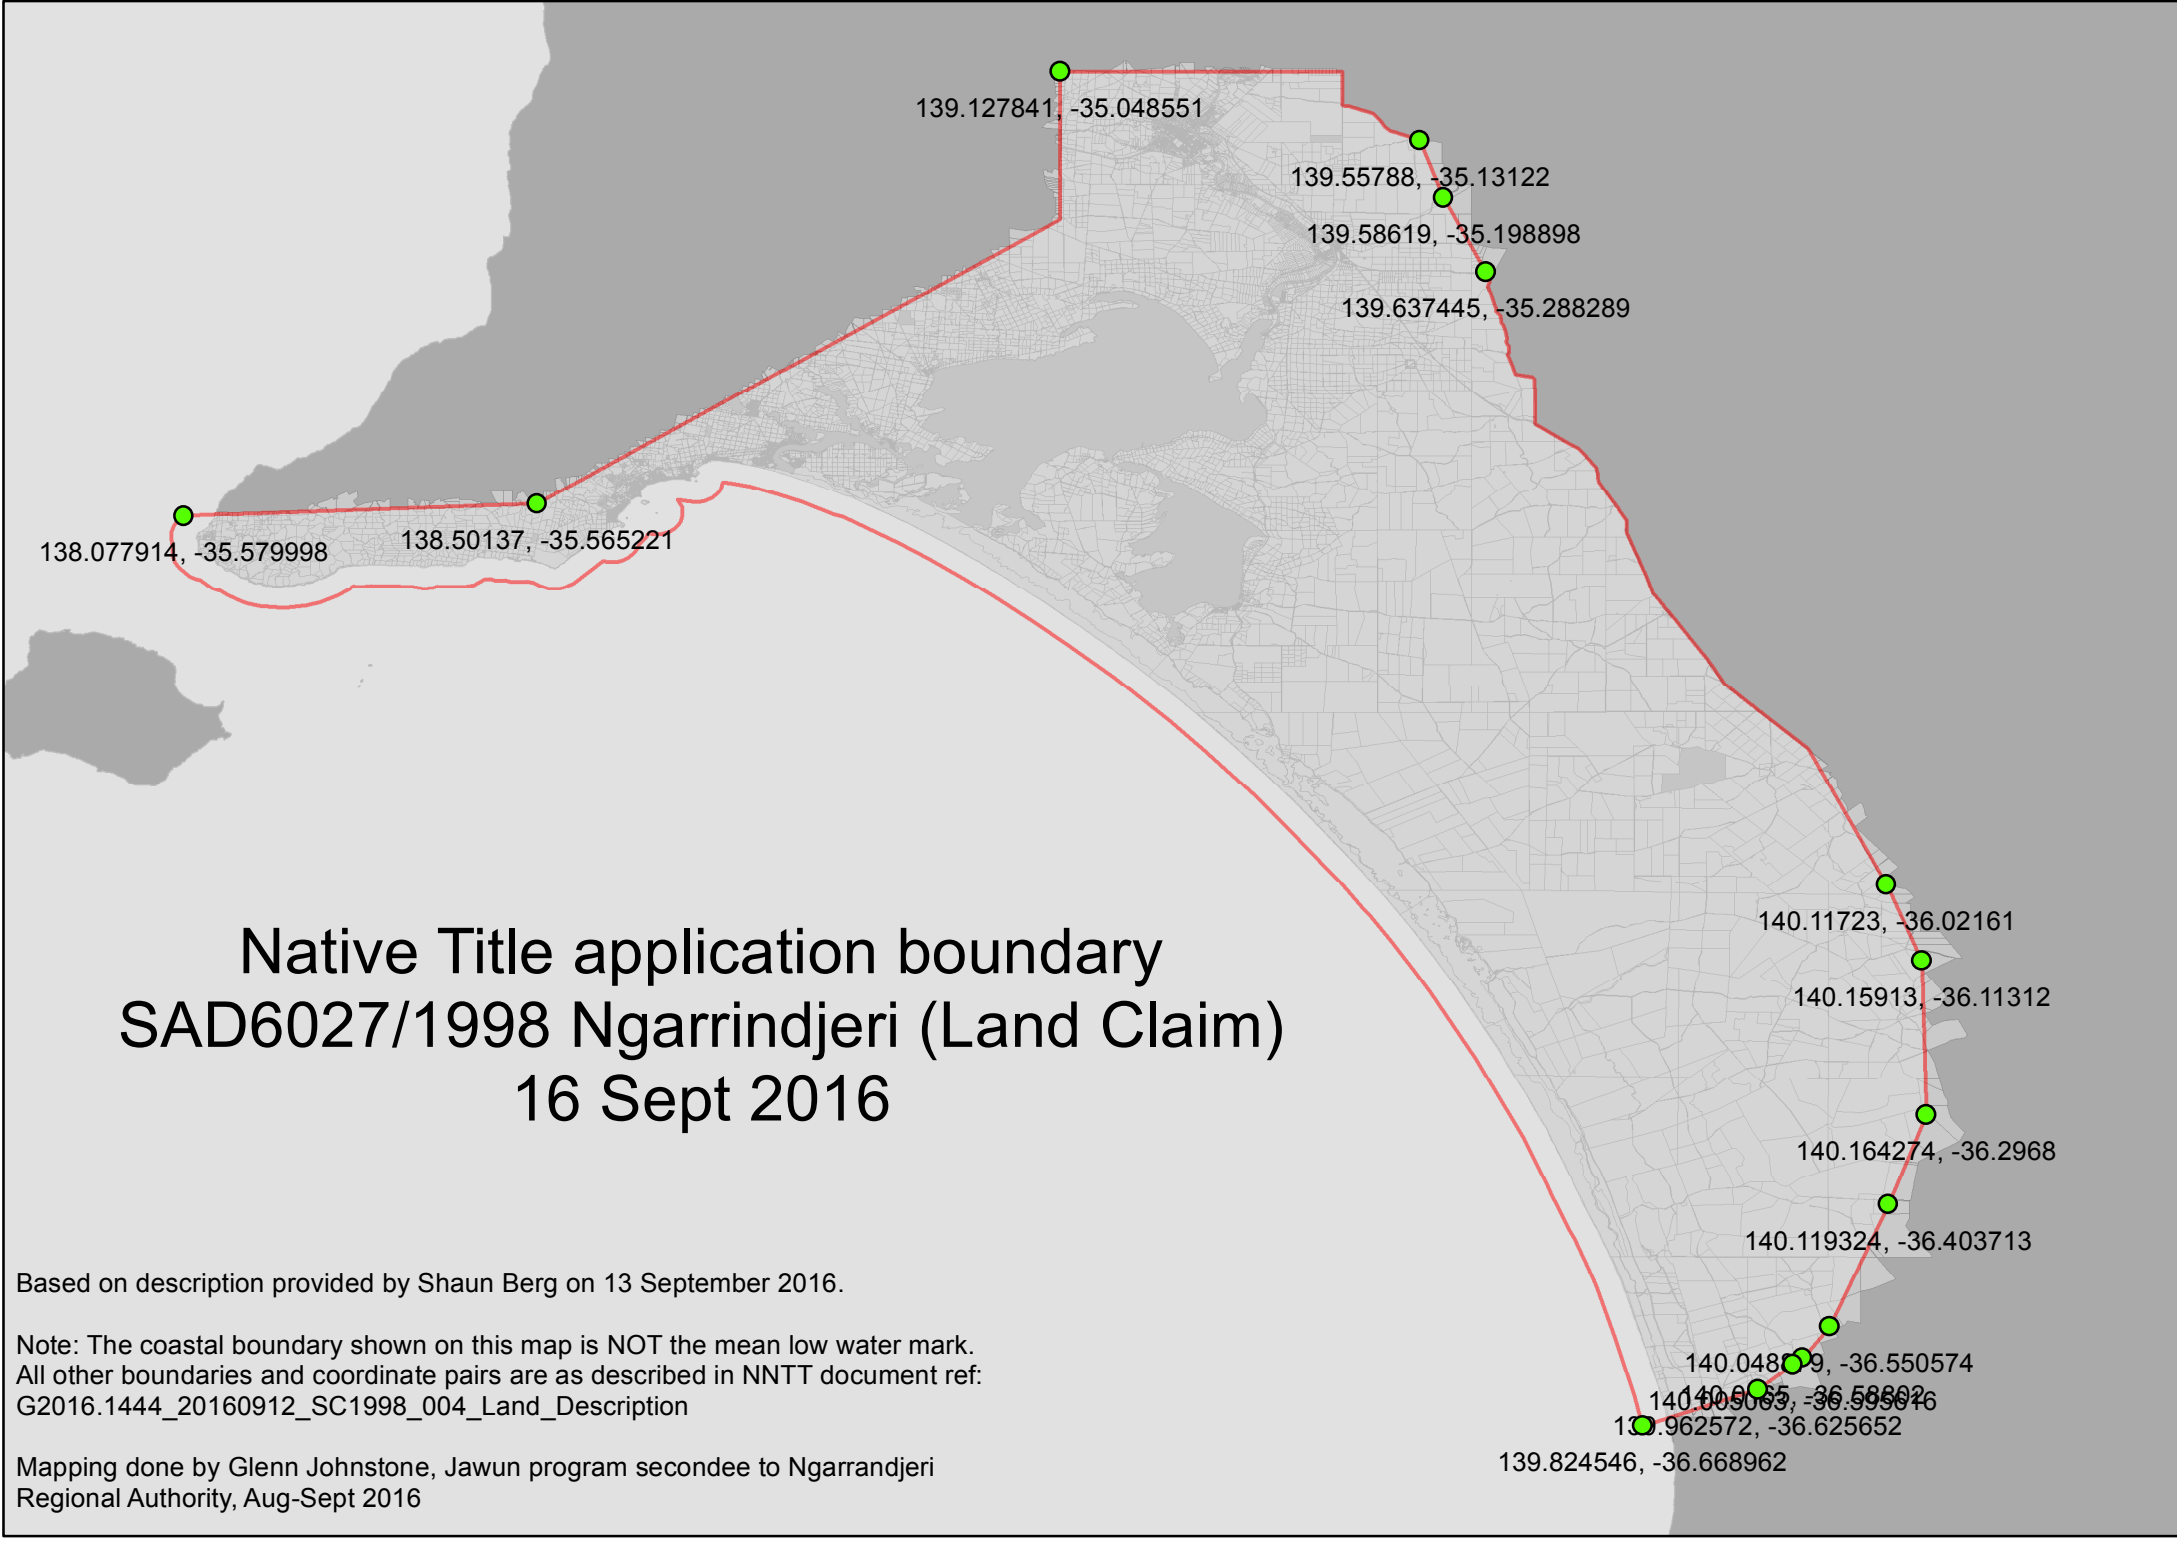 139.127841, -35.048551
139.55788, -35.13122
139.58619, -35.198898
139.637445, -35.288289
138.077914, -35.579998
138.50137, -35.565221
Native Title application boundary
SAD6027/1998 Ngarrindjeri (Land Claim)
16 Sept 2016
140.11723, -36.02161
140.15913, -36.11312
140.164274, -36.2968
140.119324, -36.403713
-36.550574
139.962572, -36.625652
139.824546, -36.668962
Based on description provided by Shaun Berg on 13 September 2016.
Note: The coastal boundary shown on this map is NOT the mean low water mark.
All other boundaries and coordinate pairs are as described in NNTT document ref:
G2016.1444_20160912_SC1998_004_Land_Description
Mapping done by Glenn Johnstone, Jawun program secondee to Ngarrandjeri
Regional Authority, Aug-Sept 2016